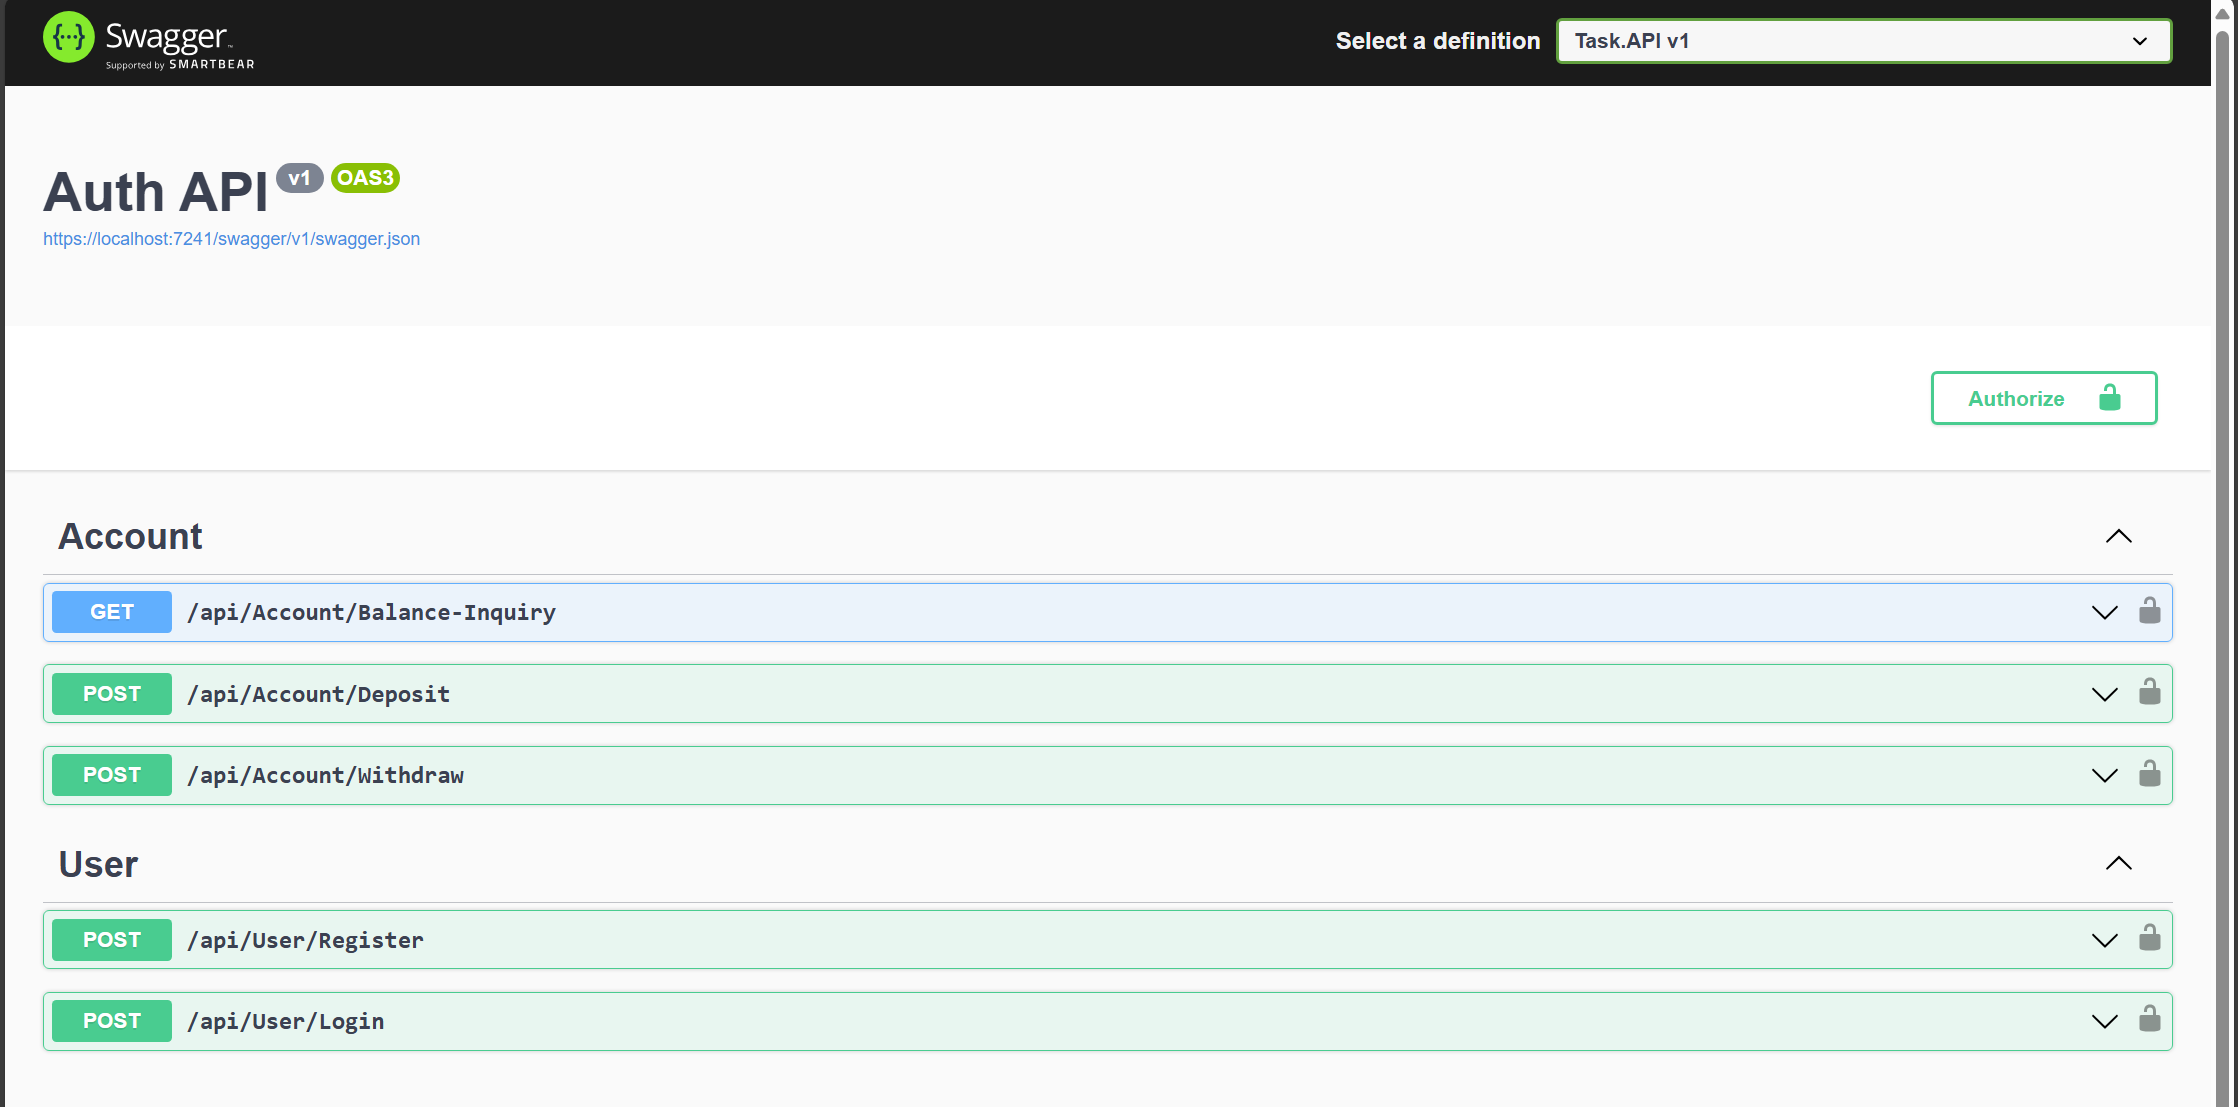 Swagger™
Supported by SMARTBEAR
Select a definition
Task.API v1
Auth API v1 OAS3
https://localhost:7241/swagger/v1/swagger.json
Authorize
Account
GET /api/Account/Balance-Inquiry
POST /api/Account/Deposit
POST /api/Account/Withdraw
User
POST /api/User/Register
POST /api/User/Login